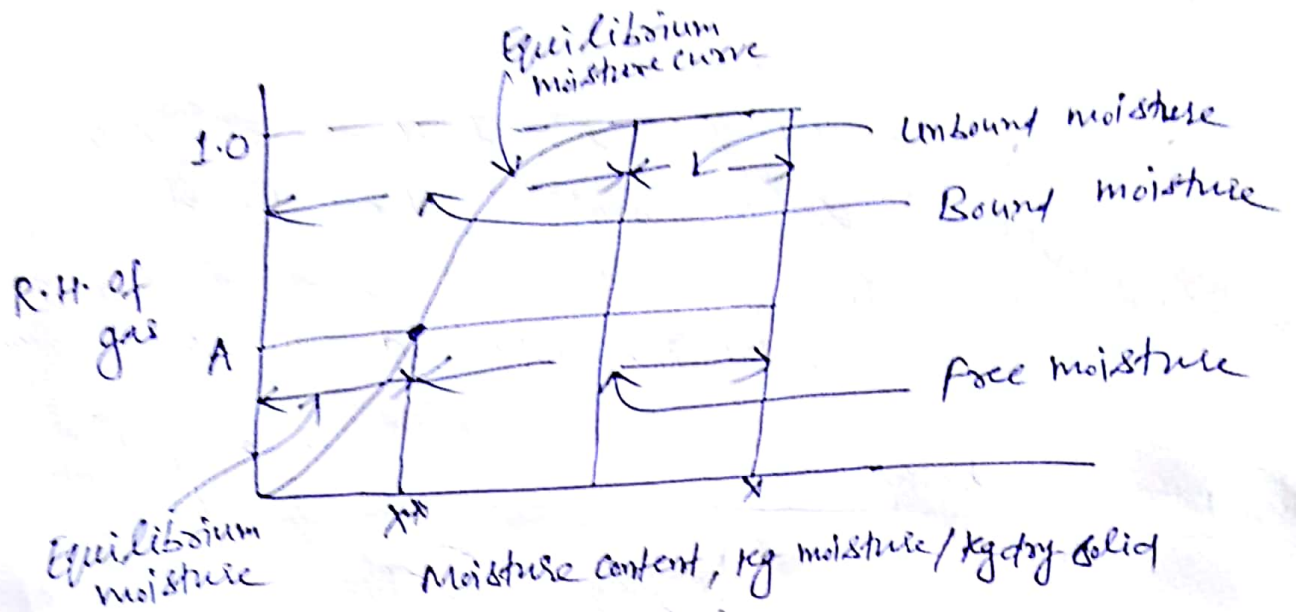 Equilibrium
moisture curve
1.0
Unbound moisture
Bound moisture
R.H. of
gas
A
Free moisture
Equilibrium
moisture
X*
X
Moisture content, kg moisture/kg dry solid